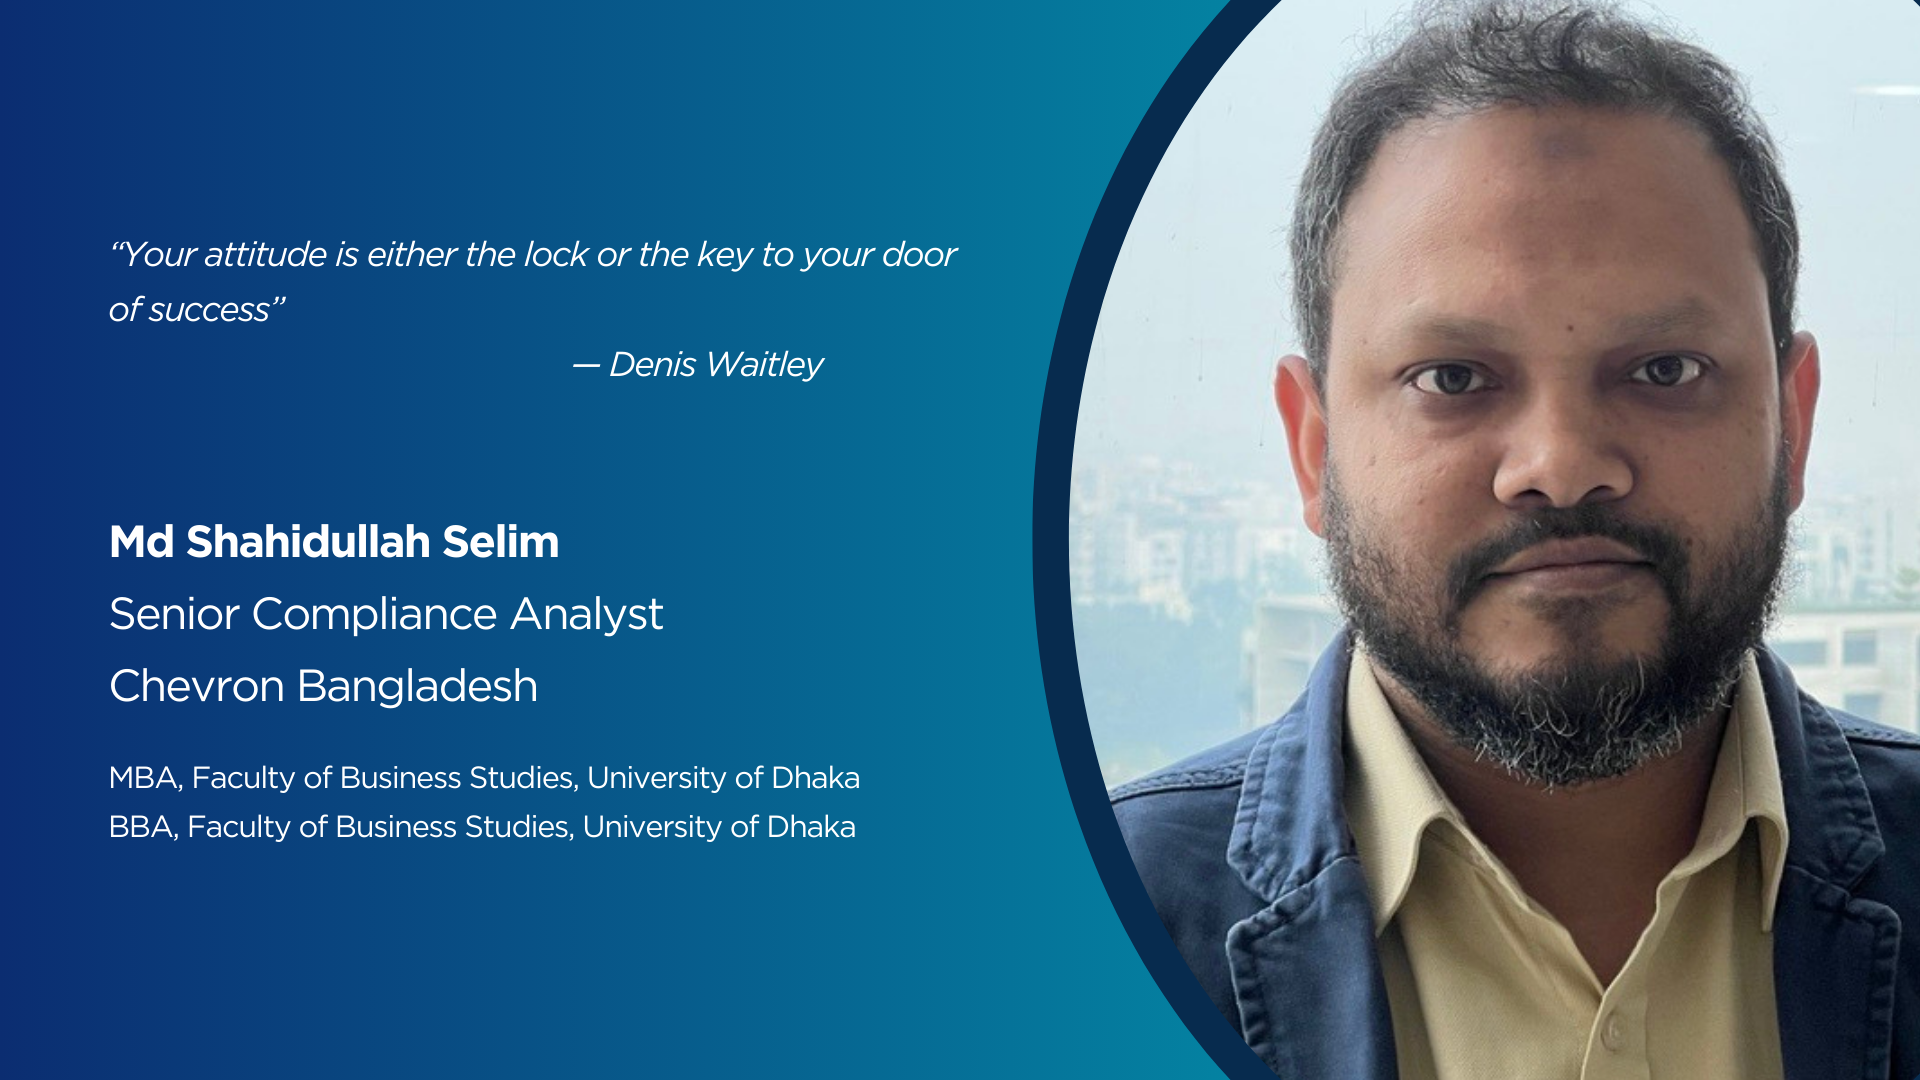 “Your attitude is either the lock or the key to your door
of success”
— Denis Waitley
Md Shahidullah Selim
Senior Compliance Analyst
Chevron Bangladesh
MBA, Faculty of Business Studies, University of Dhaka
BBA, Faculty of Business Studies, University of Dhaka